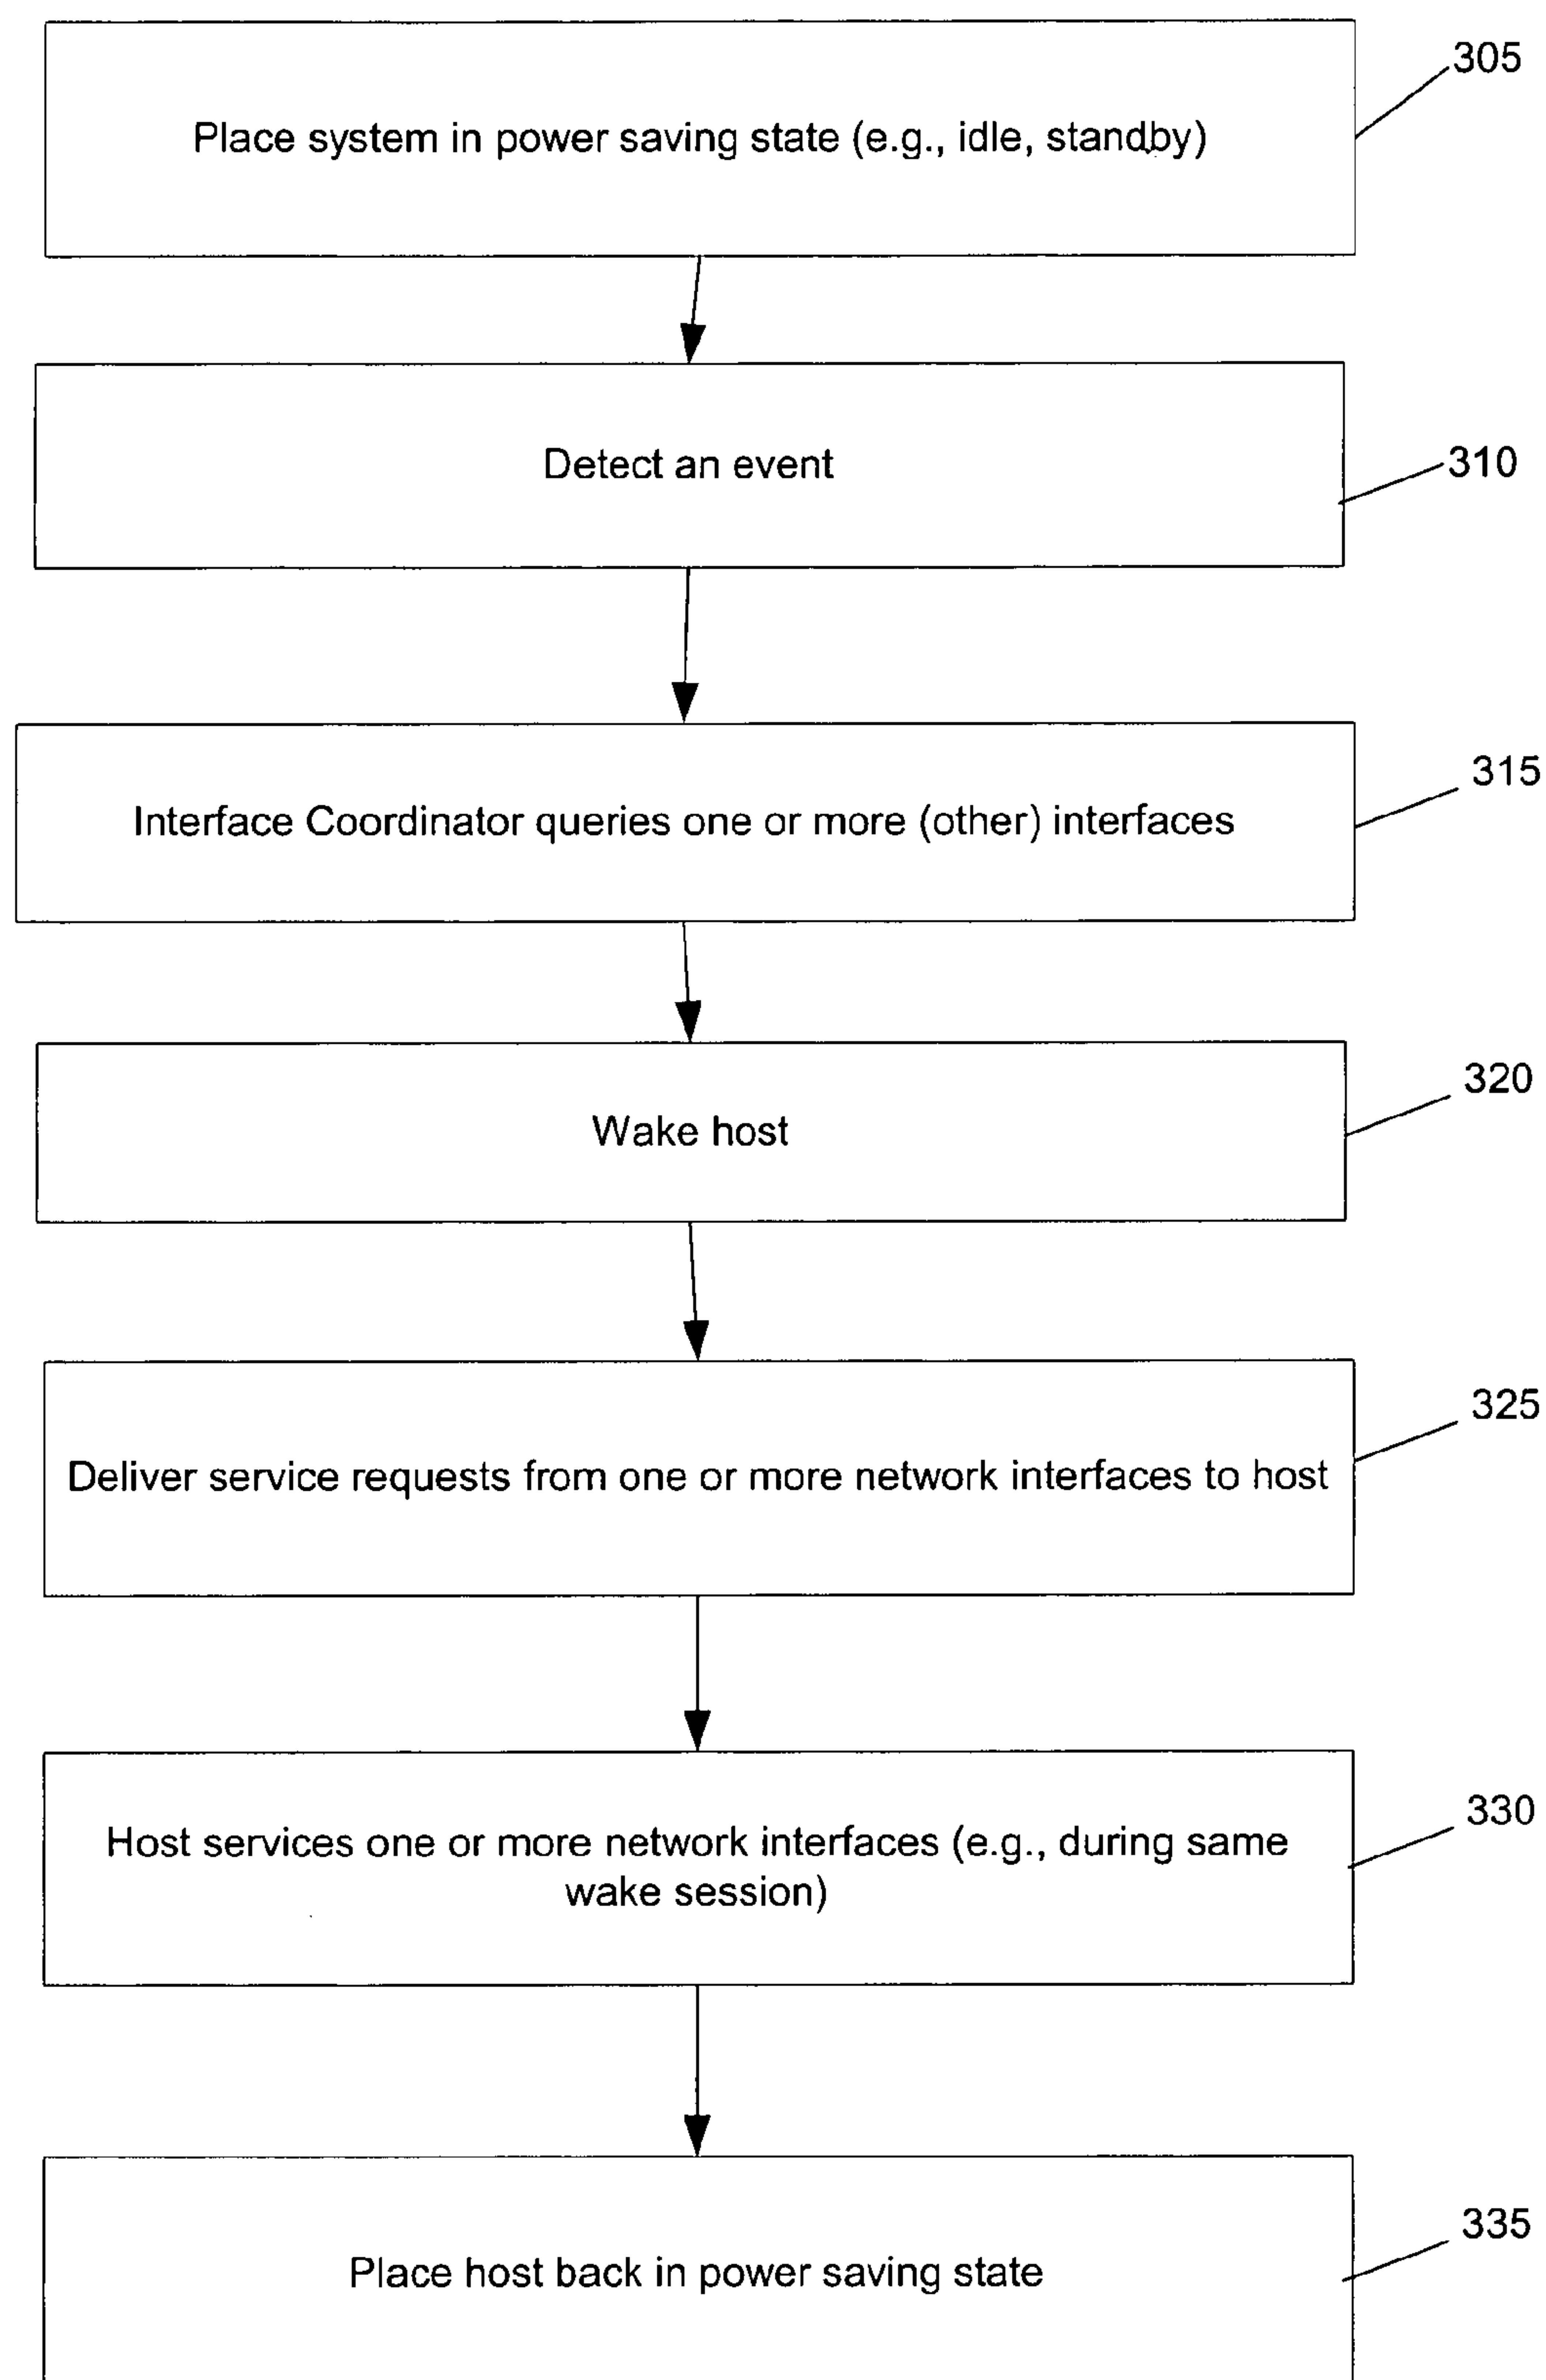 Place system in power saving state (e.g., idle, standby)
305
Detect an event
310
Interface Coordinator queries one or more (other) interfaces
315
Wake host
320
Deliver service requests from one or more network interfaces to host
325
Host services one or more network interfaces (e.g., during same
wake session)
330
Place host back in power saving state
335